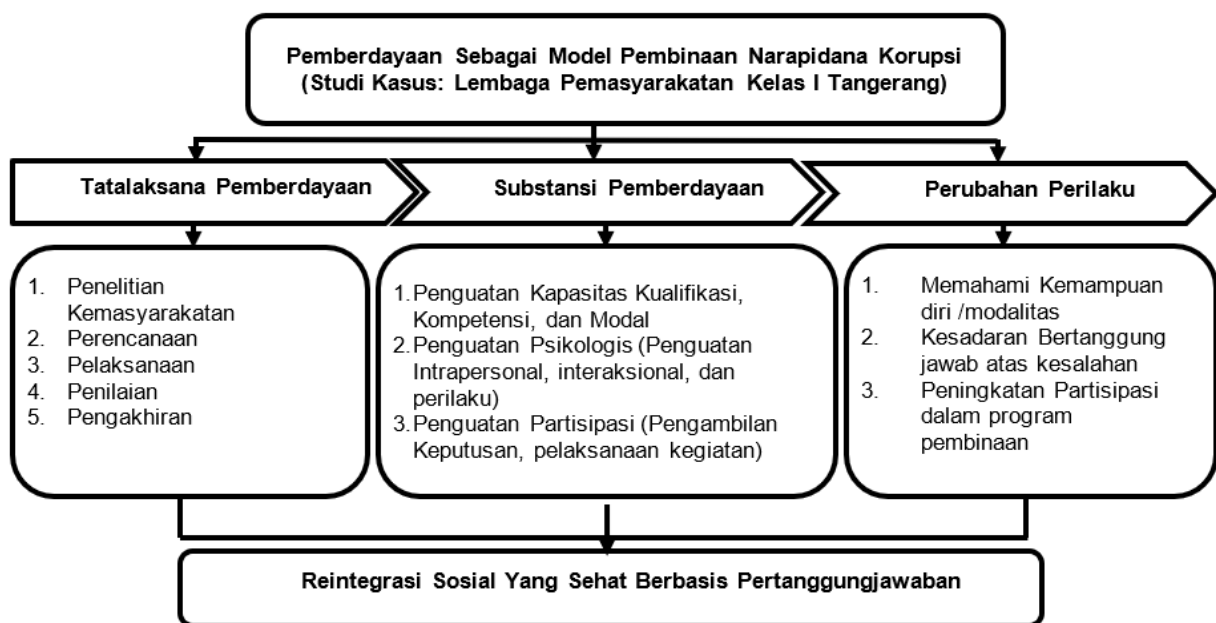 Pemberdayaan Sebagai Model Pembinaan Narapidana Korupsi
(Studi Kasus: Lembaga Pemasyarakatan Kelas I Tangerang)
Tatalaksana Pemberdayaan
Substansi Pemberdayaan
Perubahan Perilaku
1. Penelitian
Kemasyarakatan
2. Perencanaan
3. Pelaksanaan
4. Penilaian
5. Pengakhiran
1. Penguatan Kapasitas Kualifikasi,
Kompetensi, dan Modal
2. Penguatan Psikologis (Penguatan
Intrapersonal, interaksional, dan
perilaku)
3. Penguatan Partisipasi (Pengambilan
Keputusan, pelaksanaan kegiatan)
1. Memahami Kemampuan
diri /modalitas
2. Kesadaran Bertanggung
jawab atas kesalahan
3. Peningkatan Partisipasi
dalam program
pembinaan
Reintegrasi Sosial Yang Sehat Berbasis Pertanggungjawaban